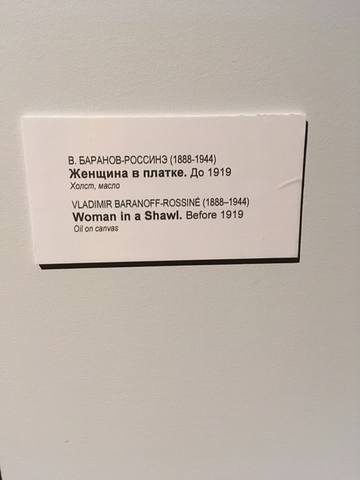 В. БАРАНОВ-РОССИНЭ (1888-1944)
Женщина в платке. До 1919
Холст, масло
VLADIMIR BARANOFF-ROSSINÉ (1888–1944)
Woman in a Shawl. Before 1919
Oil on canvas